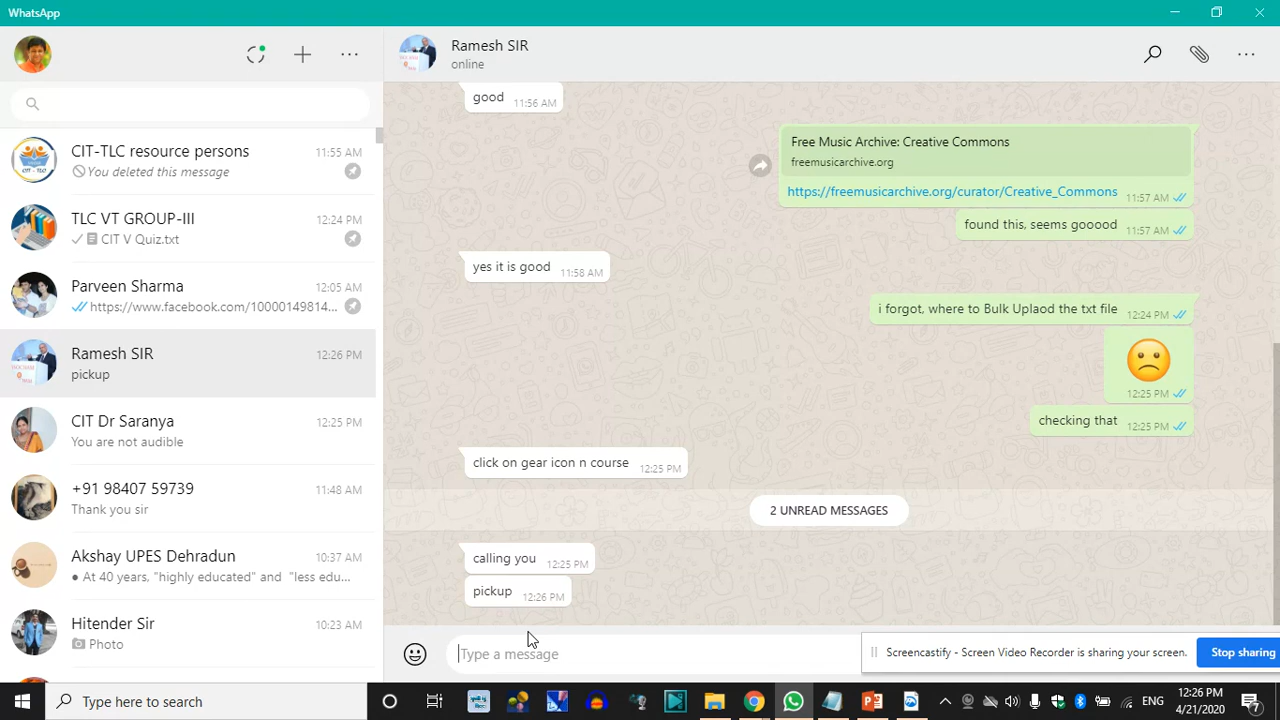 WhatsApp
CIT-TLC resource persons
11:55 AM
You deleted this message
TLC VT GROUP-III
12:24 PM
CIT V Quiz.txt
Parveen Sharma
12:05 AM
https://www.facebook.com/10000149814...
Ramesh SIR
12:26 PM
pickup
CIT Dr Saranya
12:25 PM
You are not audible
+91 98407 59739
11:48 AM
Thank you sir
Akshay UPES Dehradun
10:37 AM
● At 40 years, "highly educated" and "less edu...
Hitender Sir
10:23 AM
Photo
Ramesh SIR
online
good 11:56 AM
Free Music Archive: Creative Commons
freemusicarchive.org
https://freemusicarchive.org/curator/Creative_Commons 11:57 AM
found this, seems gooood 11:57 AM
yes it is good 11:58 AM
i forgot, where to Bulk Uplaod the txt file 12:24 PM
12:25 PM
checking that 12:25 PM
click on gear icon n course 12:25 PM
2 UNREAD MESSAGES
calling you 12:25 PM
pickup 12:26 PM
Type a message
Screencastify - Screen Video Recorder is sharing your screen.
Stop sharing
Type here to search
ENG
12:26 PM
4/21/2020
7